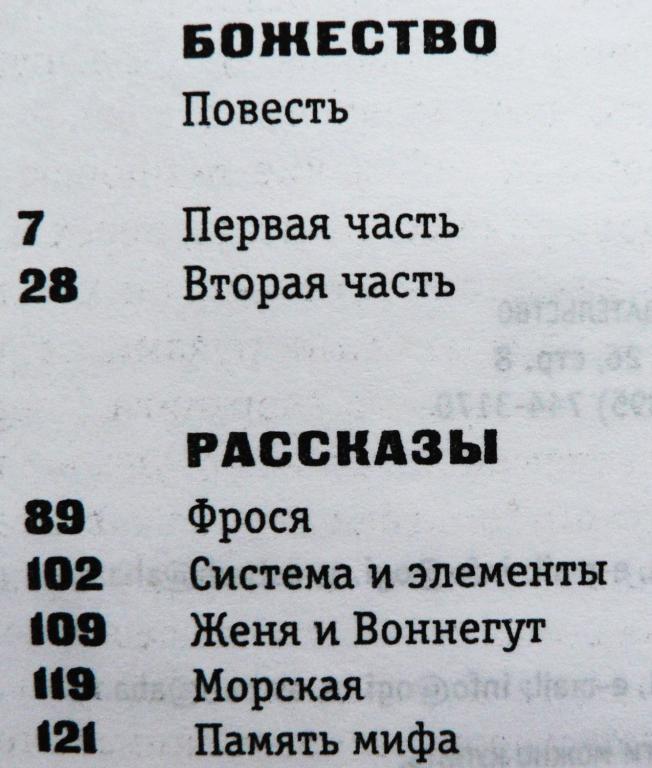 БОЖЕСТВО
Повесть
7 Первая часть
28 Вторая часть
РАССКАЗЫ
89 Фрося
102 Система и элементы
109 Женя и Воннегут
119 Морская
121 Память мифа